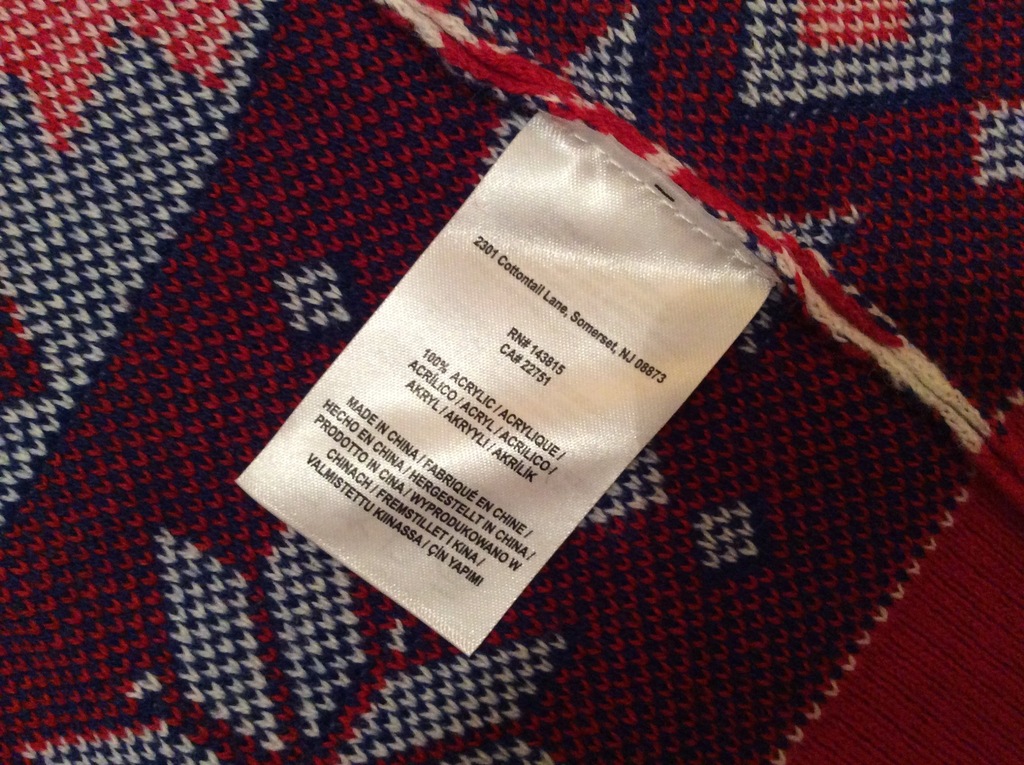 2301 Cottontail Lane, Somerset, NJ 08873
RN# 143815
CA# 22751
100% ACRYLIC / ACRYLIQUE /
ACRÍLICO / ACRYL / ACRILICO /
AKRYL / AKRYYLI / AKRİLİK
MADE IN CHINA / FABRIQUÉ EN CHINE /
HECHO EN CHINA / HERGESTELLT IN CHINA /
PRODOTTO IN CINA / WYPRODUKOWANO W
CHINACH / FREMSTILLET I KINA /
VALMISTETTU KIINASSA / ÇİN YAPIMI